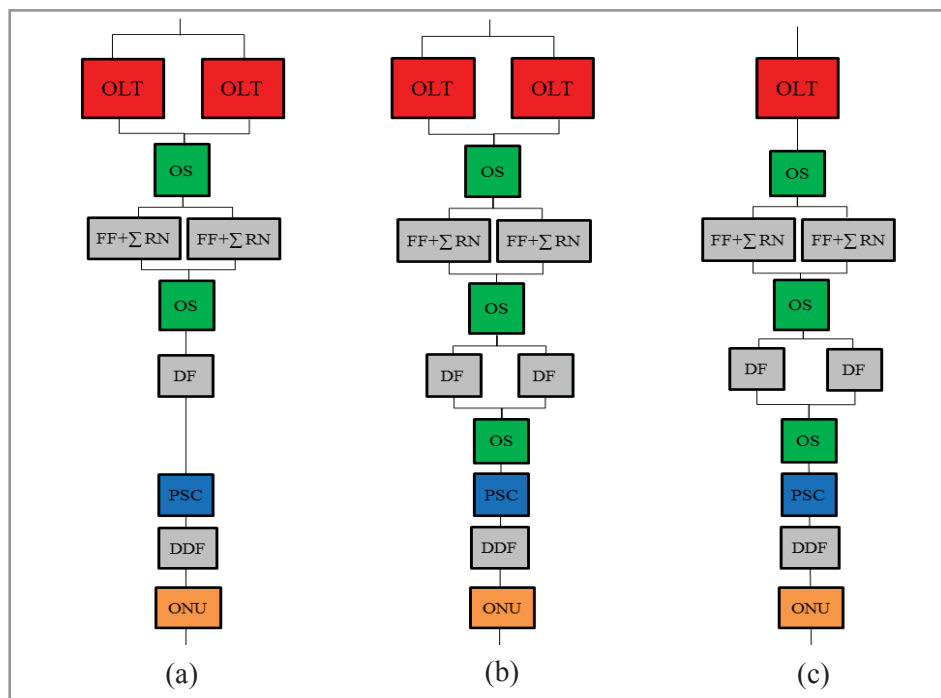 OLT OLT OLT OLT OLT
OS OS OS
FF+∑RN FF+∑RN FF+∑RN FF+∑RN FF+∑RN FF+∑RN
OS OS OS
DF DF DF DF DF
OS OS
PSC PSC PSC
DDF DDF DDF
ONU ONU ONU
(a) (b) (c)